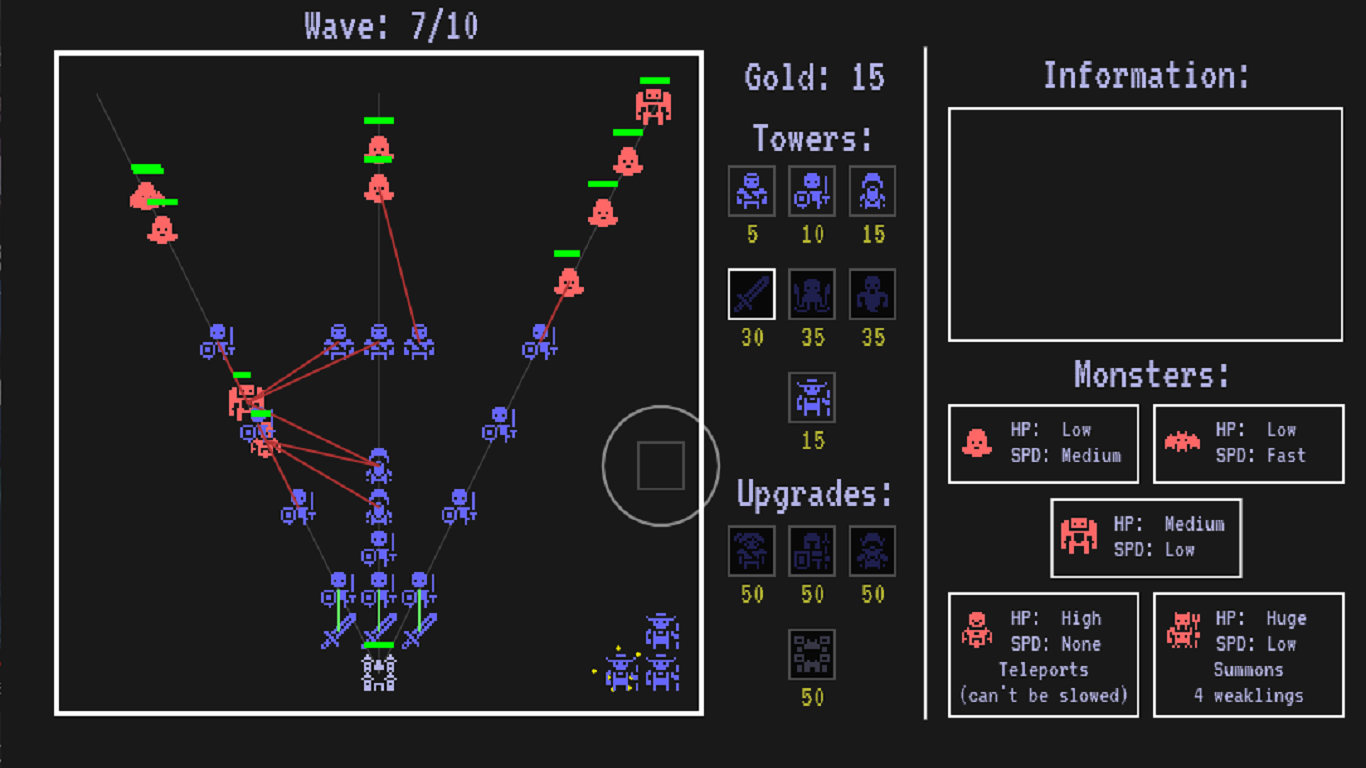 Wave: 7/10
Gold: 15
Towers:
5 10 15
30 35 35
15
Upgrades:
50 50 50
50
Information:
Monsters:
HP: Low
SPD: Medium
HP: Low
SPD: Fast
HP: Medium
SPD: Low
HP: High
SPD: None
Teleports
(can't be slowed)
HP: Huge
SPD: Low
Summons
4 weaklings